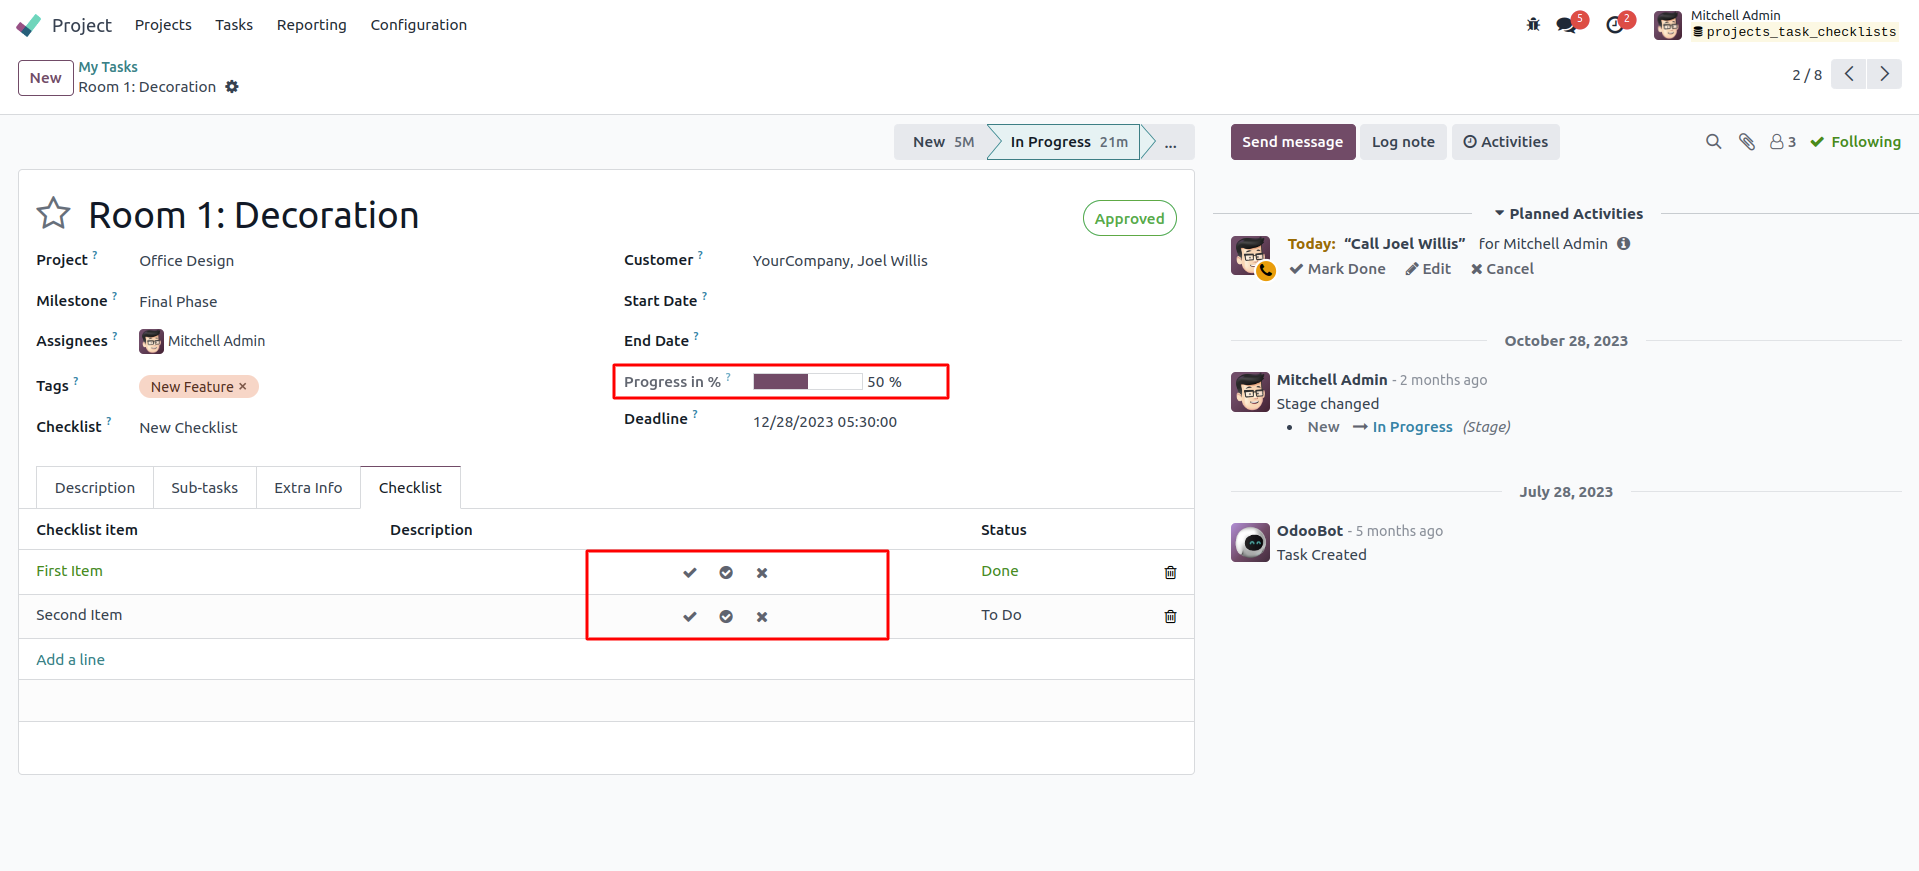 Project Projects Tasks Reporting Configuration 5 2 Mitchell Admin
projects_task_checklists
New My Tasks
Room 1: Decoration 2 / 8
New 5M In Progress 21m ... Send message Log note Activities 3 Following
Room 1: Decoration Approved
Project ? Office Design Customer ? YourCompany, Joel Willis
Milestone ? Final Phase Start Date ?
Assignees ? Mitchell Admin End Date ?
Tags ? New Feature × Progress in % ? 50 %
Checklist ? New Checklist Deadline ? 12/28/2023 05:30:00
Description Sub-tasks Extra Info Checklist
Checklist item Description Status
First Item Done
Second Item To Do
Add a line
Planned Activities
Today: “Call Joel Willis” for Mitchell Admin
Mark Done Edit Cancel
October 28, 2023
Mitchell Admin - 2 months ago
Stage changed
• New → In Progress (Stage)
July 28, 2023
OdooBot - 5 months ago
Task Created